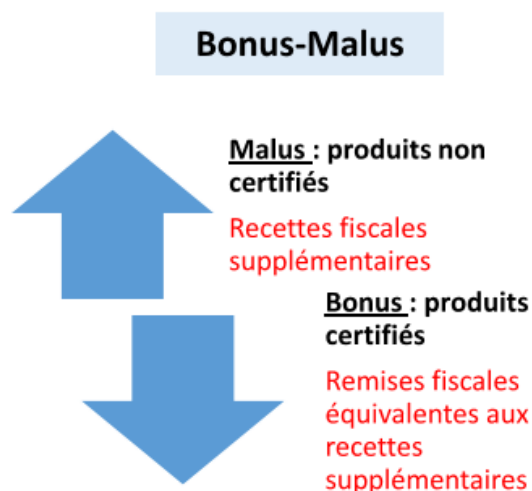 Bonus-Malus
Malus : produits non
certifiés
Recettes fiscales
supplémentaires
Bonus : produits
certifiés
Remises fiscales
équivalentes aux
recettes
supplémentaires